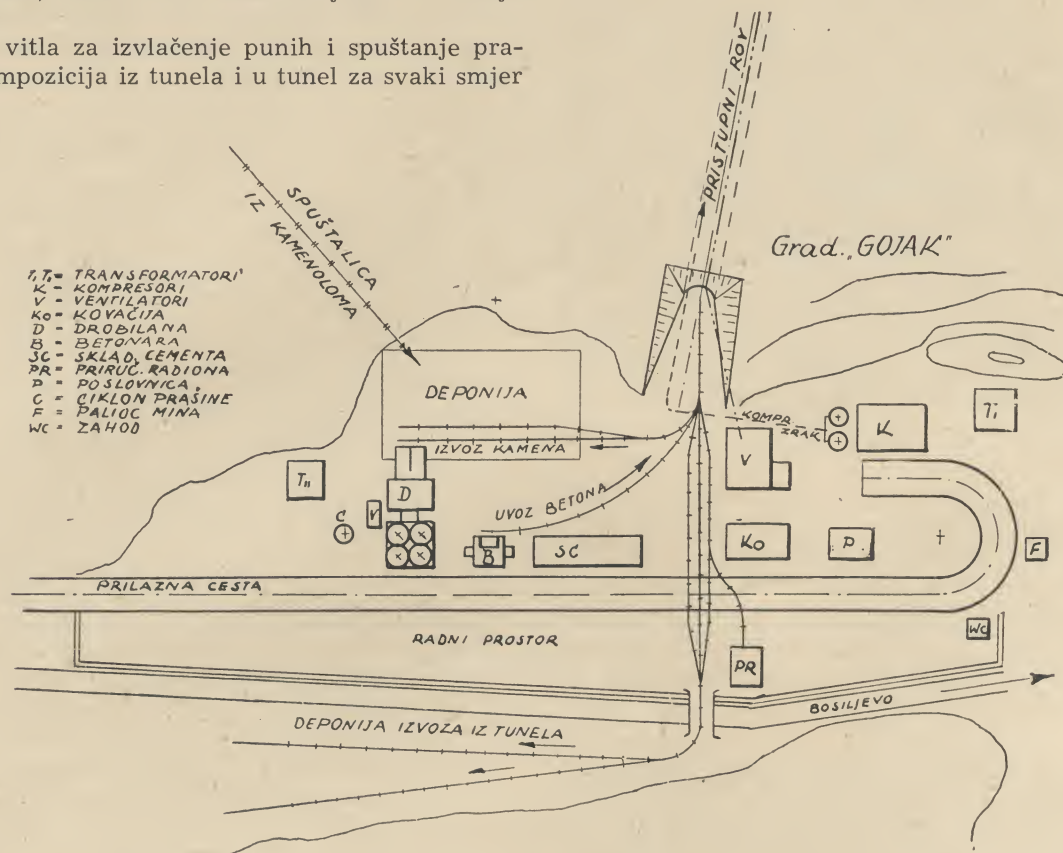 vitla za izvlačenje punih i spuštanje pra-
mpozicija iz tunela i u tunel za svaki smjer
PRISTUPNI ROV
SPUŠTALICA
IZ KAMENOLOMA
Grad. „GOJAK"
T, T,= TRANSFORMATORI
K - KOMPRESORI
V - VENTILATORI
Ko = KOVAČIJA
D = DROBILANA
B = BETONARA
SC = SKLAD. CEMENTA
PR = PRIRUČ. RADIONA
P = POSLOVNICA
C = CIKLON PRAŠINE
F = PALIOC MINA
WC = ZAHOD
DEPONIJA
IZVOZ KAMENA
KOMPR.
ZRAK
K
T₁
V
T₁₁
D
C
V
UVOZ BETONA
B
SC
Ko
P
F
PRILAZNA CESTA
RADNI PROSTOR
WC
PR
BOSILJEVO
DEPONIJA IZVOZA IZ TUNELA